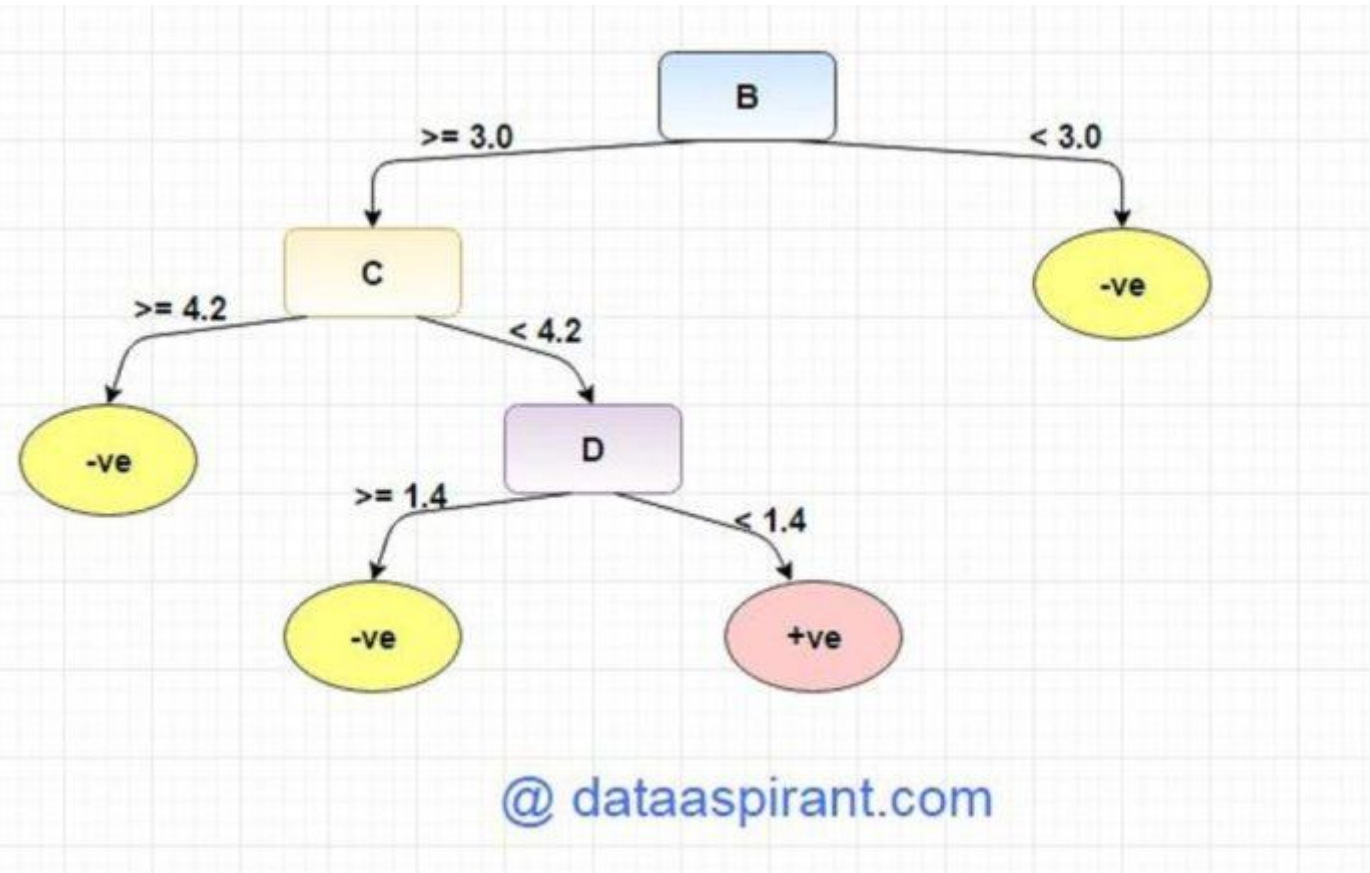 B
>= 3.0
< 3.0
C
-ve
>= 4.2
< 4.2
-ve
D
>= 1.4
< 1.4
-ve
+ve
@ dataaspirant.com